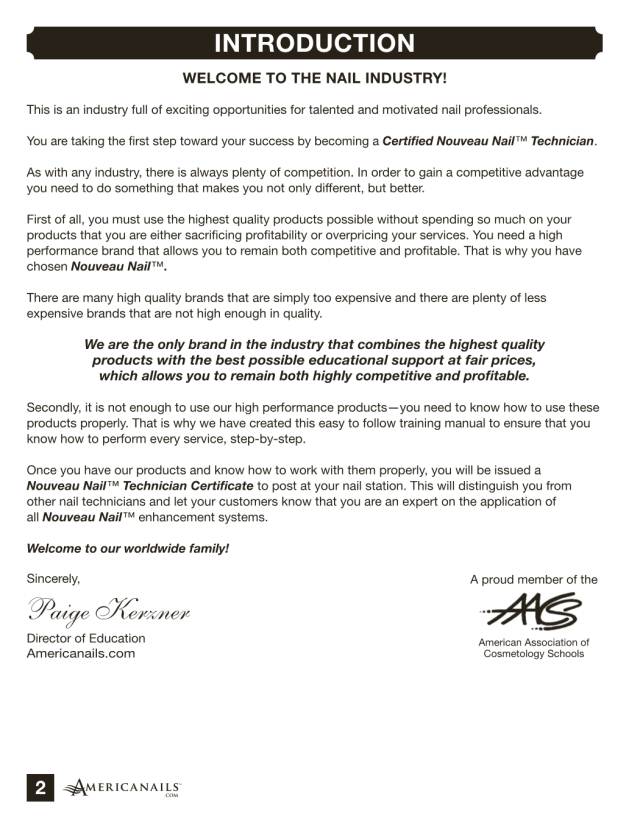 INTRODUCTION
WELCOME TO THE NAIL INDUSTRY!
This is an industry full of exciting opportunities for talented and motivated nail professionals.
You are taking the first step toward your success by becoming a Certified Nouveau Nail™ Technician.
As with any industry, there is always plenty of competition. In order to gain a competitive advantage
you need to do something that makes you not only different, but better.
First of all, you must use the highest quality products possible without spending so much on your
products that you are either sacrificing profitability or overpricing your services. You need a high
performance brand that allows you to remain both competitive and profitable. That is why you have
chosen Nouveau Nail™.
There are many high quality brands that are simply too expensive and there are plenty of less
expensive brands that are not high enough in quality.
We are the only brand in the industry that combines the highest quality
products with the best possible educational support at fair prices,
which allows you to remain both highly competitive and profitable.
Secondly, it is not enough to use our high performance products—you need to know how to use these
products properly. That is why we have created this easy to follow training manual to ensure that you
know how to perform every service, step-by-step.
Once you have our products and know how to work with them properly, you will be issued a
Nouveau Nail™ Technician Certificate to post at your nail station. This will distinguish you from
other nail technicians and let your customers know that you are an expert on the application of
all Nouveau Nail™ enhancement systems.
Welcome to our worldwide family!
Sincerely,
Paige Kerzner
Director of Education
Americanails.com
A proud member of the
AACS
American Association of
Cosmetology Schools
2
AMERICANAILS™
.COM